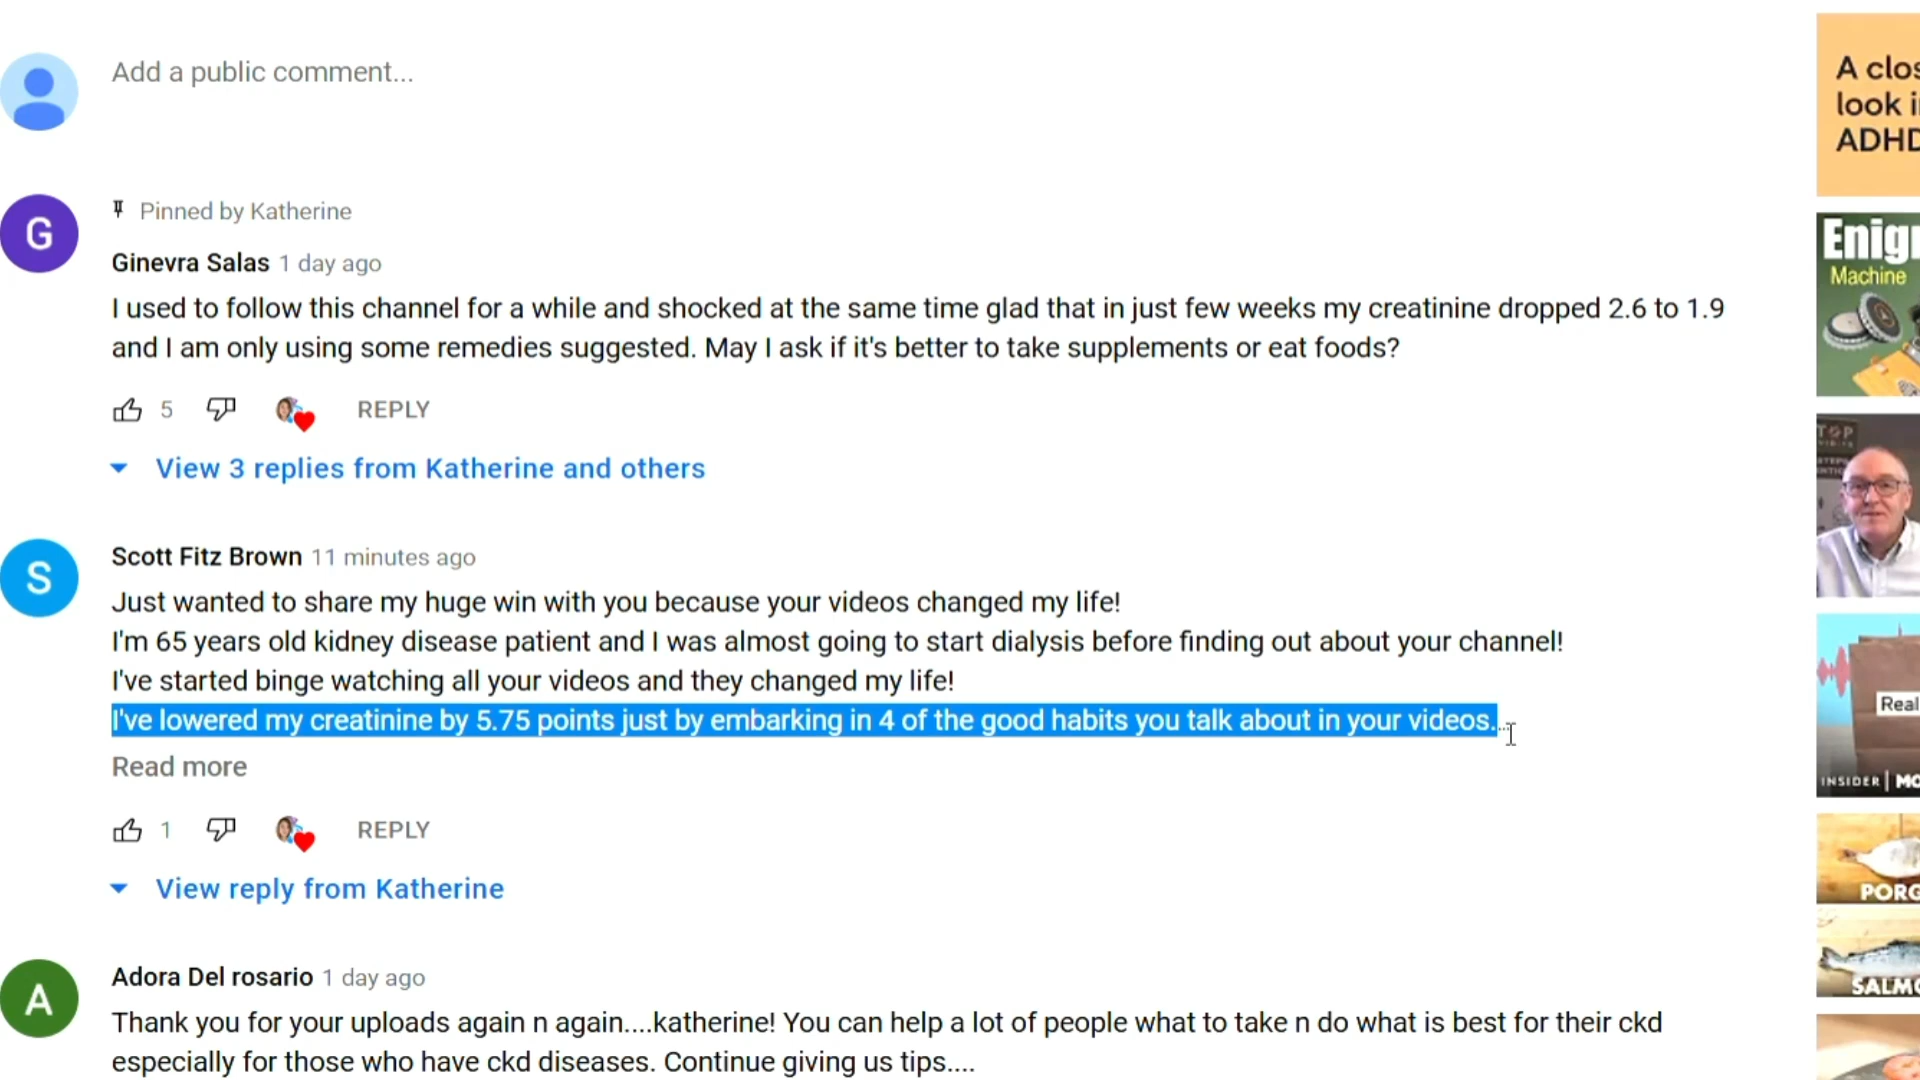 Add a public comment...
Pinned by Katherine
G
Ginevra Salas 1 day ago
I used to follow this channel for a while and shocked at the same time glad that in just few weeks my creatinine dropped 2.6 to 1.9
and I am only using some remedies suggested. May I ask if it's better to take supplements or eat foods?
5 REPLY
View 3 replies from Katherine and others
S
Scott Fitz Brown 11 minutes ago
Just wanted to share my huge win with you because your videos changed my life!
I'm 65 years old kidney disease patient and I was almost going to start dialysis before finding out about your channel!
I've started binge watching all your videos and they changed my life!
I've lowered my creatinine by 5.75 points just by embarking in 4 of the good habits you talk about in your videos...
Read more
1 REPLY
View reply from Katherine
A
Adora Del rosario 1 day ago
Thank you for your uploads again n again....katherine! You can help a lot of people what to take n do what is best for their ckd
especially for those who have ckd diseases. Continue giving us tips....
A clos
look i
ADHD
Enig
Machine
TOP
Real
INSIDER | MO
PORG
SALMO